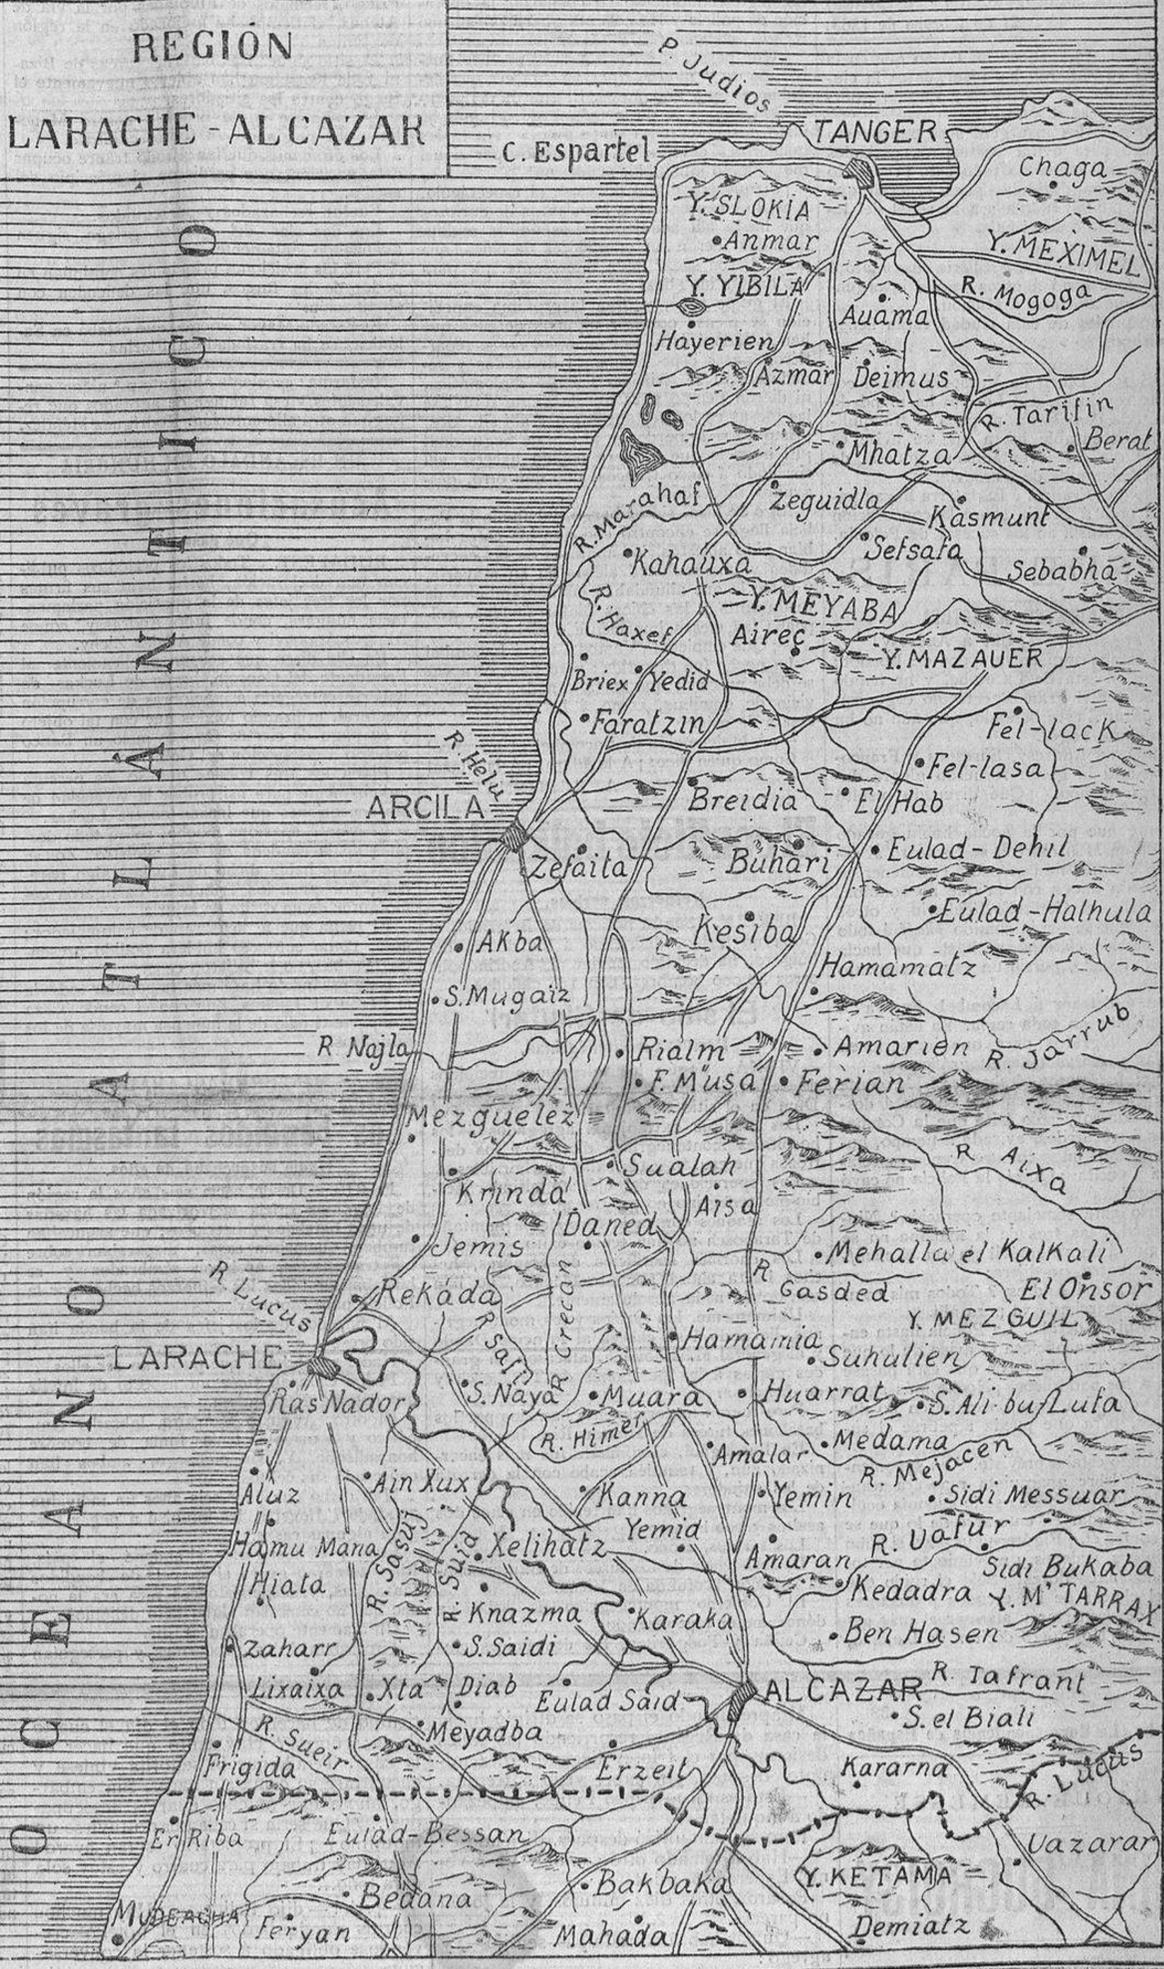 REGIÓN
LARACHE-ALCAZAR
P. Judios
C. Espartel
TANGER
Chaga
Y. SLOKIA
Anmar
Y. MEXIMEL
Y. YIBILA
R. Mogoga
Auama
Hayerien
Azmar
Deimus
R. Tarifin
Berat
Mhatza
R. Marahaf
Zeguidla
Kasmunt
Sefsafa
Kahauxa
Sebabha
Y. MEYABA
R. Haxef
Airec
Y. MAZAUER
Briex
Yedid
Faratzin
Fel-lack
R. Helu
Fel-lasa
Breidia
El Hab
ARCILA
Zefaita
Buhari
Eulad-Dehil
Eulad-Halhula
Akba
Kesiba
Hamamatz
S. Mugaiz
R. Jarrub
R Najla
Rialm
Amarien
F. Musa
Ferian
Mezguelez
R. Aixa
Sualah
Krinda
Aisa
Daned
Jemis
Mehalla el Kalkali
R Gasded
El Onsor
R. Lucus
Rekada
R Safi
R Crecan
Y. MEZGUIL
Hamainia
LARACHE
Suhulien
Ras Nador
S. Naya
Muara
Huarrat
S. Ali bu Luta
R. Himer
Amalar
Medama
R. Mejacen
Ain Xux
Aluz
Kanna
Yemin
Sidi Messuar
Yemid
R. Uatur
Hamu Mana
R. Sasuj
R. Suid
Xelihatz
Amaran
Sidi Bukaba
Hiata
Kedadra
Y. M' TARRAX
Knazma
Karaka
Ben Hasen
Zaharr
S. Saidi
Lixaixa
Xta
Diab
Eulad Said
ALCAZAR
R. Tafrant
S. el Biali
R. Sueir
Meyadba
Frigida
Erzeit
Kararna
R. Lucus
Er Riba
Eulad-Bessan
Uazarar
Bedana
Bakbaka
Y. KETAMA
MUDEACHA
Feryan
Mahada
Demiatz
OCEANO ATLÁNTICO